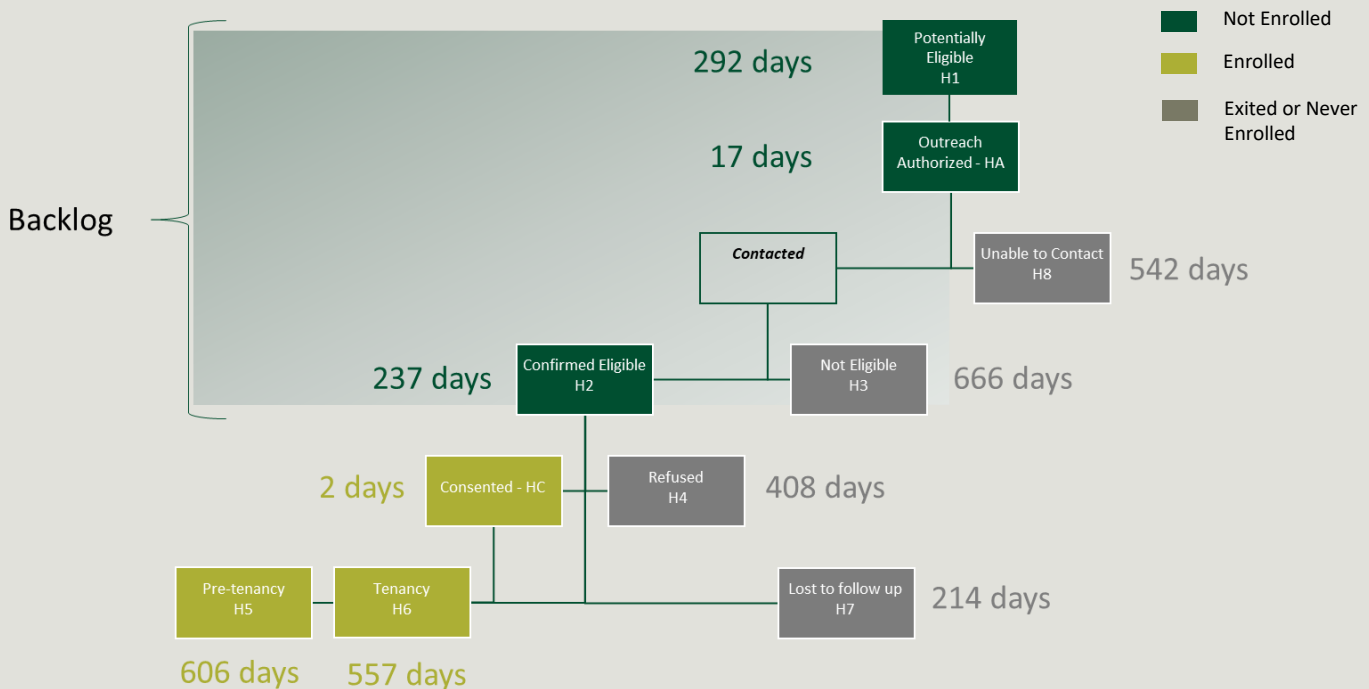 Not Enrolled
Potentially
Eligible
H1
292 days
Enrolled
Exited or Never
Enrolled
Outreach
Authorized - HA
17 days
Backlog
Contacted
Unable to Contact
H8
542 days
237 days
Confirmed Eligible
H2
Not Eligible
H3
666 days
2 days
Consented - HC
Refused
H4
408 days
Pre-tenancy
H5
Tenancy
H6
Lost to follow up
H7
214 days
606 days
557 days